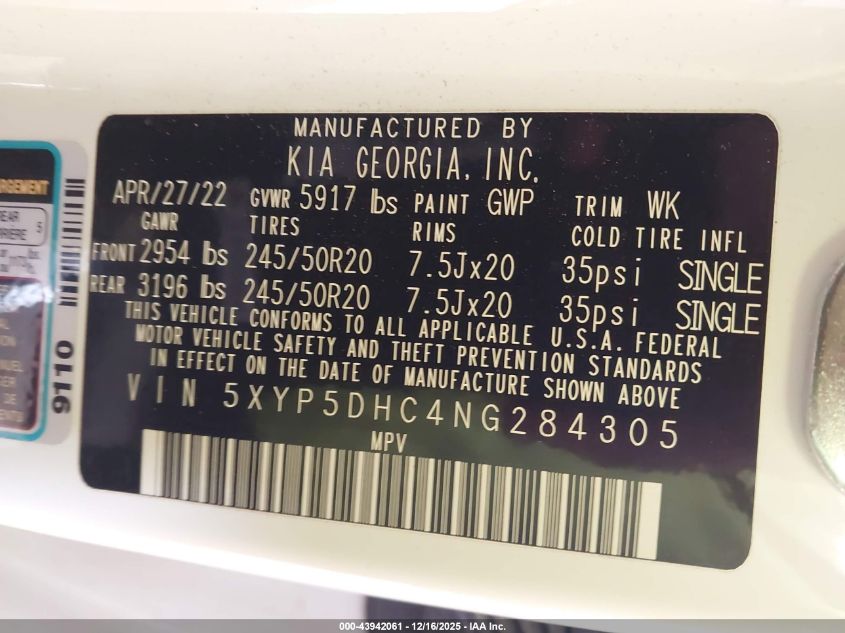 MANUFACTURED BY
KIA GEORGIA, INC.
APR/27/22 GVWR 5917 lbs PAINT GWP TRIM WK
GAWR TIRES RIMS COLD TIRE INFL
FRONT 2954 lbs 245/50R20 7.5Jx20 35psi SINGLE
REAR 3196 lbs 245/50R20 7.5Jx20 35psi SINGLE
THIS VEHICLE CONFORMS TO ALL APPLICABLE U.S.A. FEDERAL
MOTOR VEHICLE SAFETY AND THEFT PREVENTION STANDARDS
IN EFFECT ON THE DATE OF MANUFACTURE SHOWN ABOVE
VIN 5XYP5DHC4NG284305
MPV
5
9110
000-43942061 - 12/16/2025 - IAA, Inc.